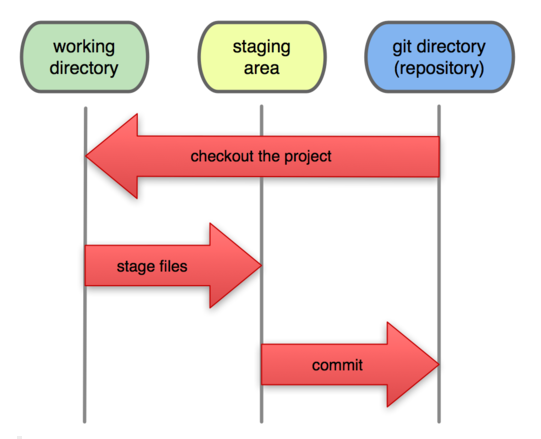 working
directory
staging
area
git directory
(repository)
checkout the project
stage files
commit